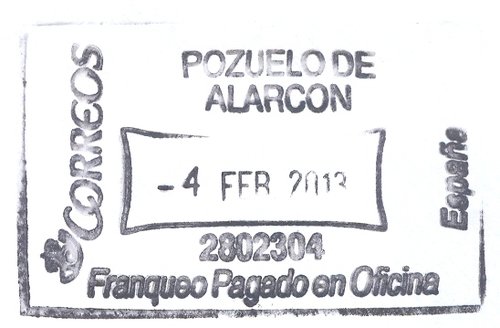 POZUELO DE
ALARCON
CORREOS
- 4 FEB 2013
España
2802304
Franqueo Pagado en Oficina